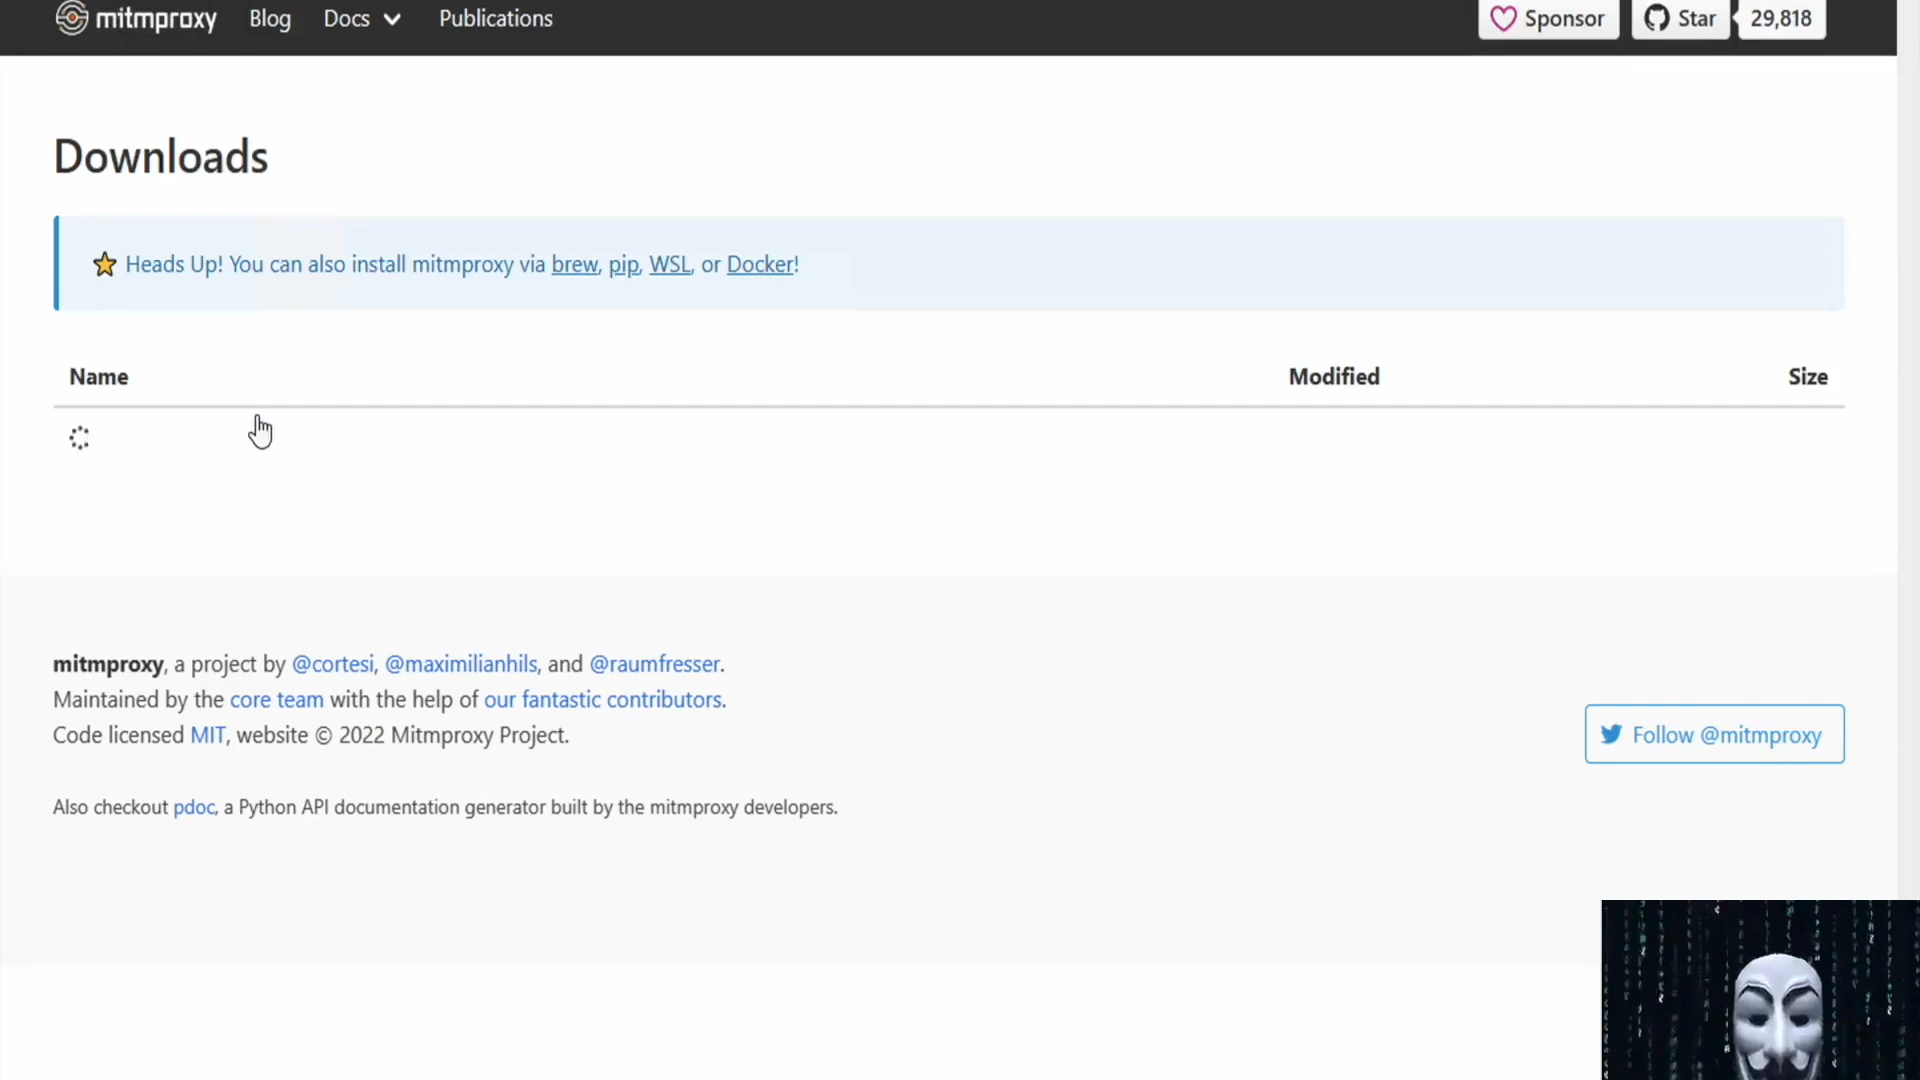 mitmproxy Blog Docs Publications Sponsor Star 29,818
Downloads
Heads Up! You can also install mitmproxy via brew, pip, WSL, or Docker!
Name Modified Size
mitmproxy, a project by @cortesi, @maximilianhils, and @raumfresser.
Maintained by the core team with the help of our fantastic contributors.
Code licensed MIT, website © 2022 Mitmproxy Project.
Follow @mitmproxy
Also checkout pdoc, a Python API documentation generator built by the mitmproxy developers.